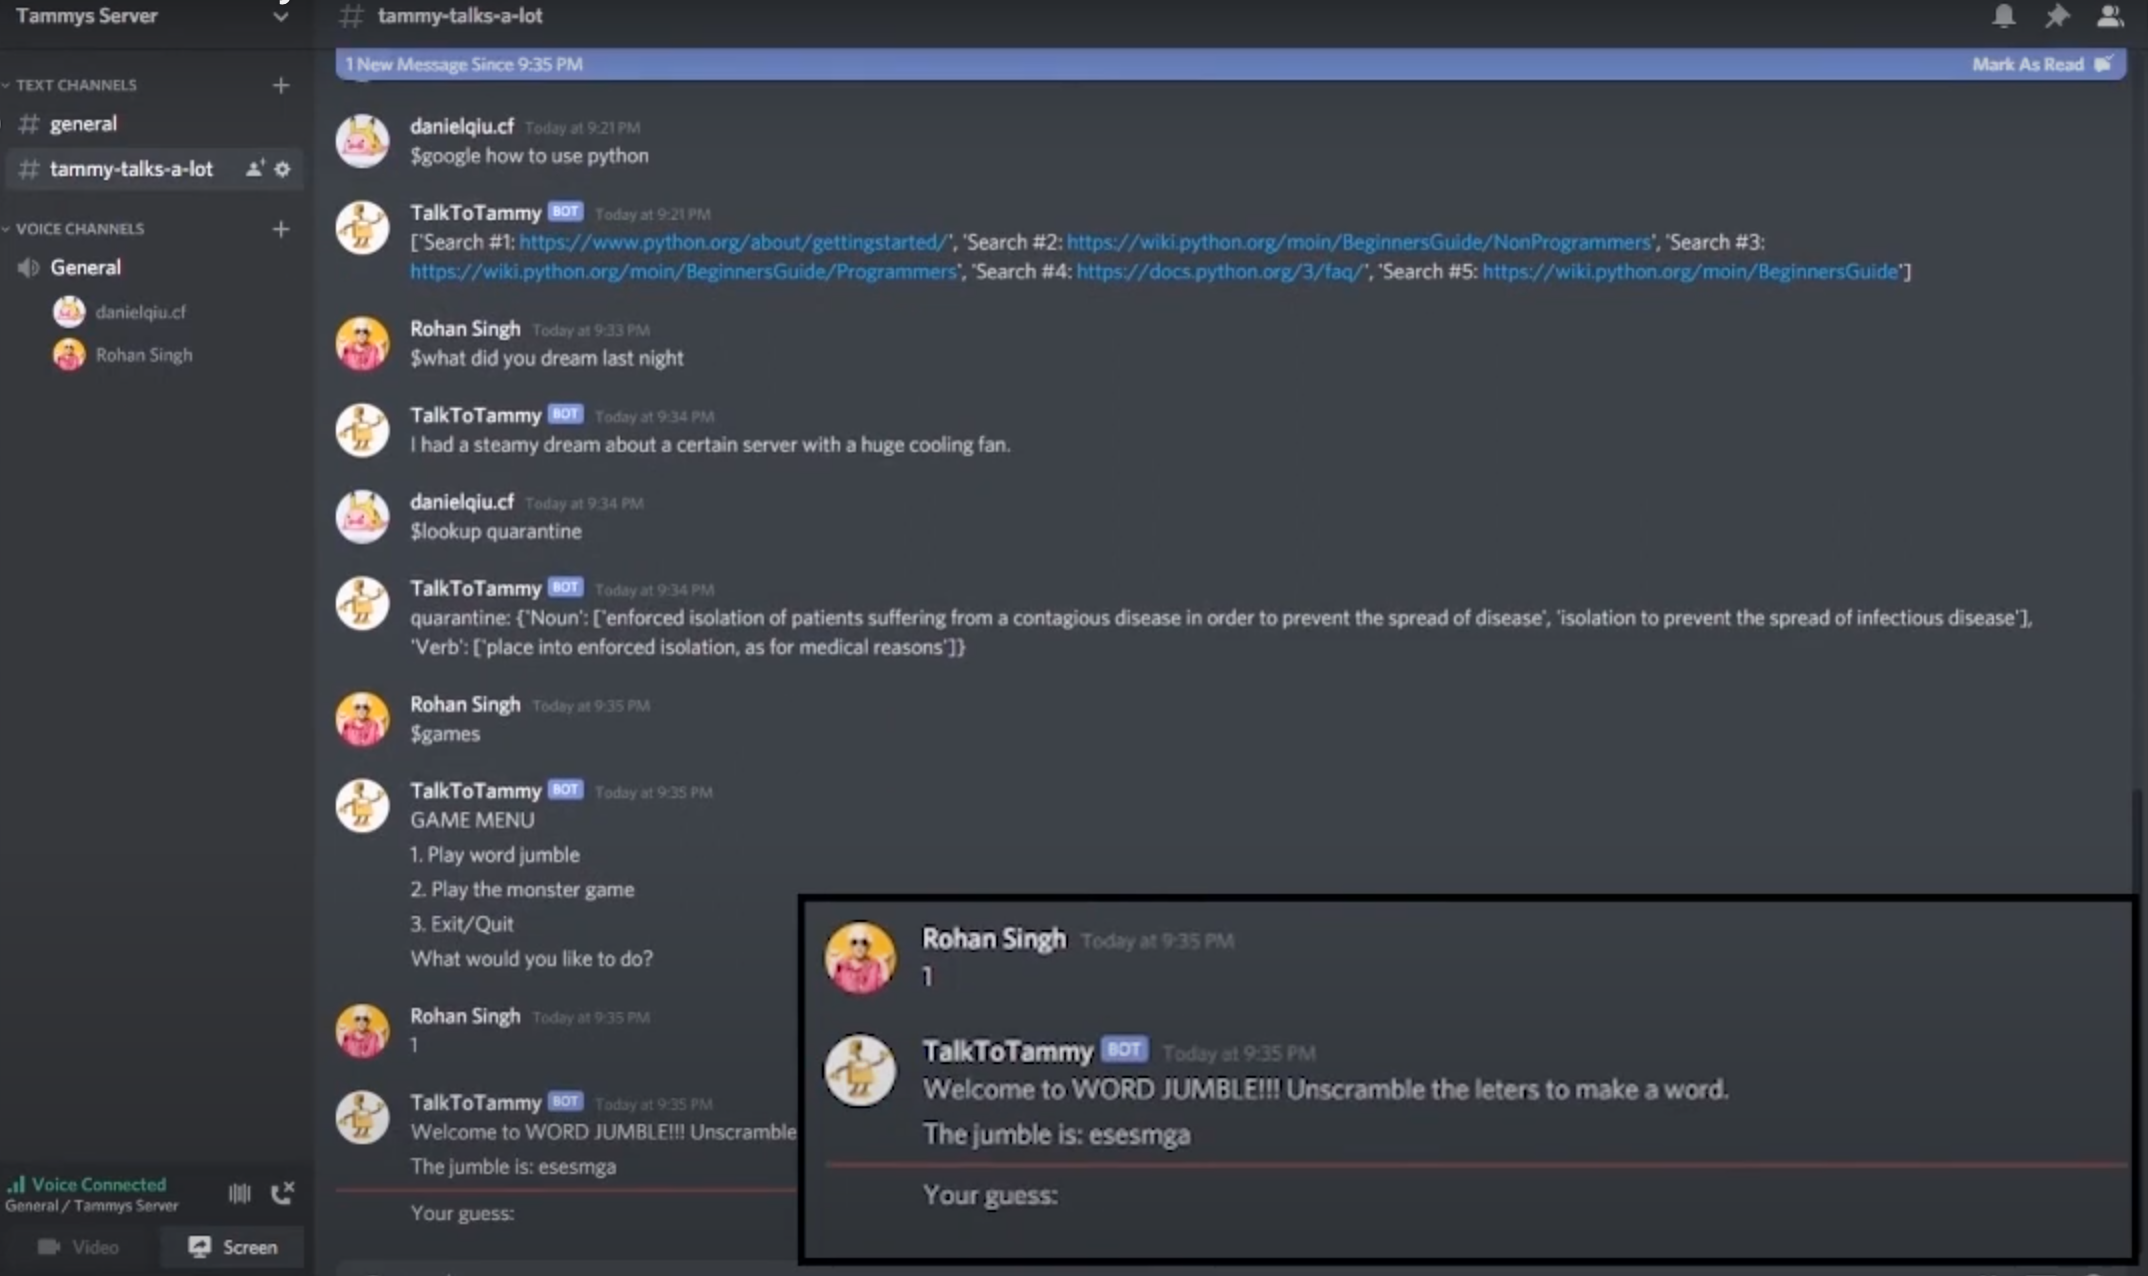 Tammys Server
TEXT CHANNELS
general
# tammy-talks-a-lot
VOICE CHANNELS
General
danielqiu.cf
Rohan Singh
Voice Connected
General / Tammys Server
Video
Screen
# tammy-talks-a-lot
1 New Message Since 9:35 PM
Mark As Read
danielqiu.cf Today at 9:21 PM
$google how to use python
TalkToTammy BOT Today at 9:21 PM
['Search #1: https://www.python.org/about/gettingstarted/', 'Search #2: https://wiki.python.org/moin/BeginnersGuide/NonProgrammers', 'Search #3:
https://wiki.python.org/moin/BeginnersGuide/Programmers', 'Search #4: https://docs.python.org/3/faq/', 'Search #5: https://wiki.python.org/moin/BeginnersGuide']
Rohan Singh Today at 9:33 PM
$what did you dream last night
TalkToTammy BOT Today at 9:34 PM
I had a steamy dream about a certain server with a huge cooling fan.
danielqiu.cf Today at 9:34 PM
$lookup quarantine
TalkToTammy BOT Today at 9:34 PM
quarantine: {'Noun': ['enforced isolation of patients suffering from a contagious disease in order to prevent the spread of disease', 'isolation to prevent the spread of infectious disease'],
'Verb': ['place into enforced isolation, as for medical reasons']}
Rohan Singh Today at 9:35 PM
$games
TalkToTammy BOT Today at 9:35 PM
GAME MENU
1. Play word jumble
2. Play the monster game
3. Exit/Quit
What would you like to do?
Rohan Singh Today at 9:35 PM
1
TalkToTammy BOT Today at 9:35 PM
Welcome to WORD JUMBLE!!! Unscramble
The jumble is: esesmga
Your guess:
Rohan Singh Today at 9:35 PM
1
TalkToTammy BOT Today at 9:35 PM
Welcome to WORD JUMBLE!!! Unscramble the leters to make a word.
The jumble is: esesmga
Your guess: